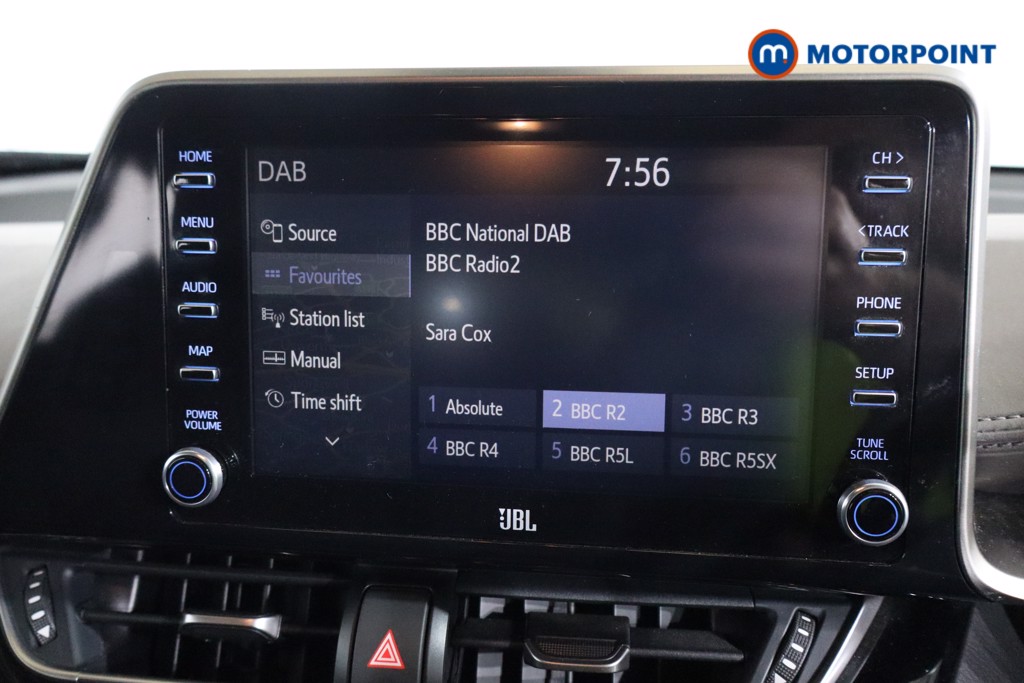 m MOTORPOINT
HOME
MENU
AUDIO
MAP
POWER
VOLUME
DAB
7:56
Source
Favourites
Station list
Manual
Time shift
BBC National DAB
BBC Radio2
Sara Cox
1 Absolute
2 BBC R2
3 BBC R3
4 BBC R4
5 BBC R5L
6 BBC R5SX
CH >
< TRACK
PHONE
SETUP
TUNE
SCROLL
JBL